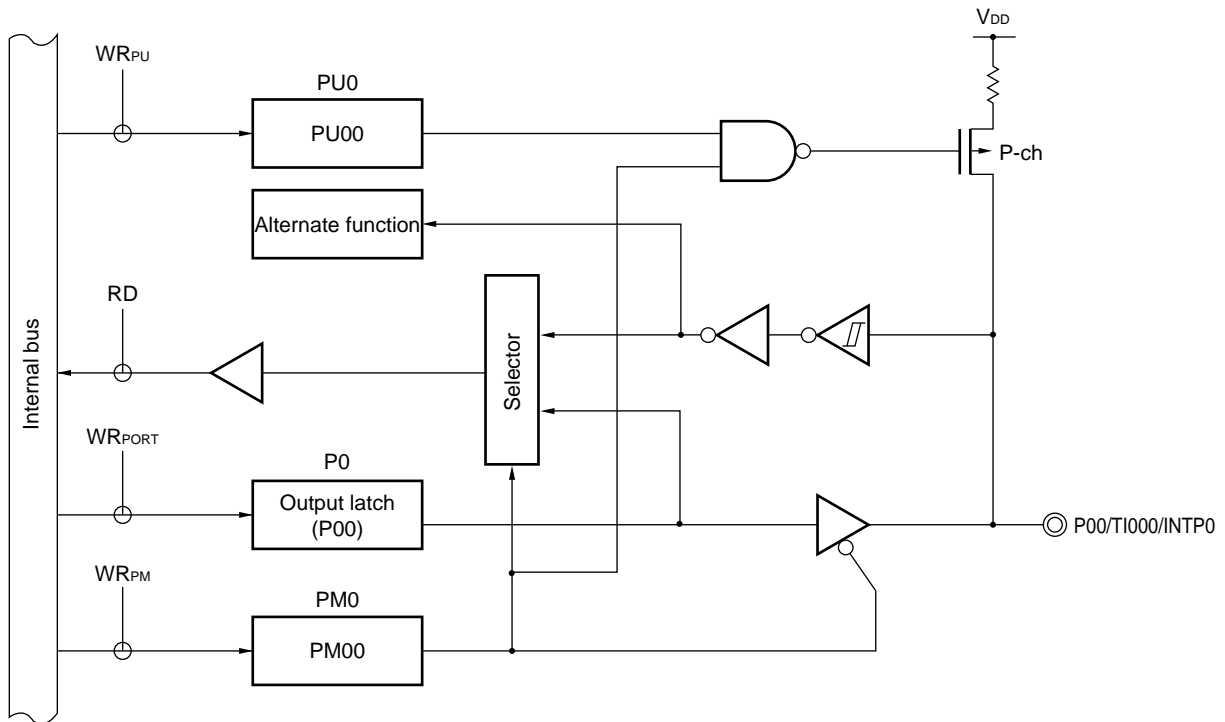 VDD
WRPU
PU0
PU00
P-ch
Alternate function
RD
Internal bus
Selector
WRPORT
P0
Output latch
(P00)
P00/TI000/INTP0
WRPM
PM0
PM00